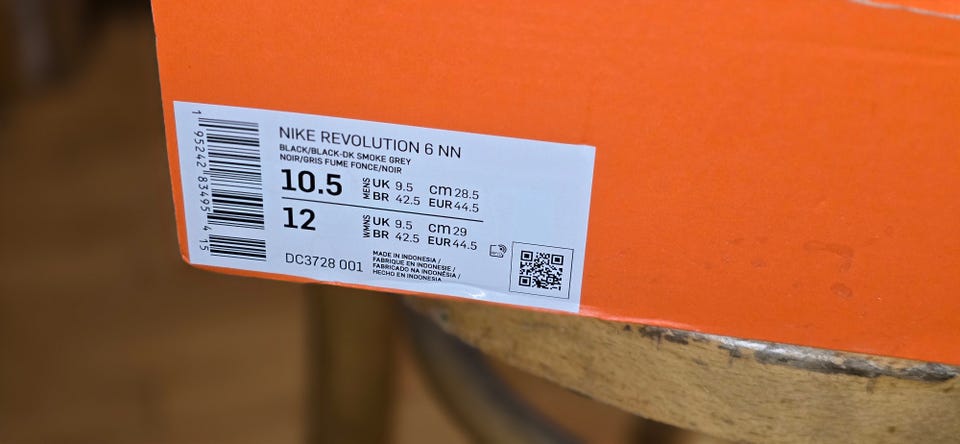 NIKE REVOLUTION 6 NN
BLACK/BLACK-DK SMOKE GREY
NOIR/GRIS FUME FONCE/NOIR
10.5 MENS UK 9.5 cm 28.5
BR 42.5 EUR 44.5
12 WMNS UK 9.5 cm 29
BR 42.5 EUR 44.5
DC3728 001
MADE IN INDONESIA /
FABRIQUE EN INDONESIE /
FABRICADO NA INDONÉSIA /
HECHO EN INDONESIA
1 95242 83495 4 15